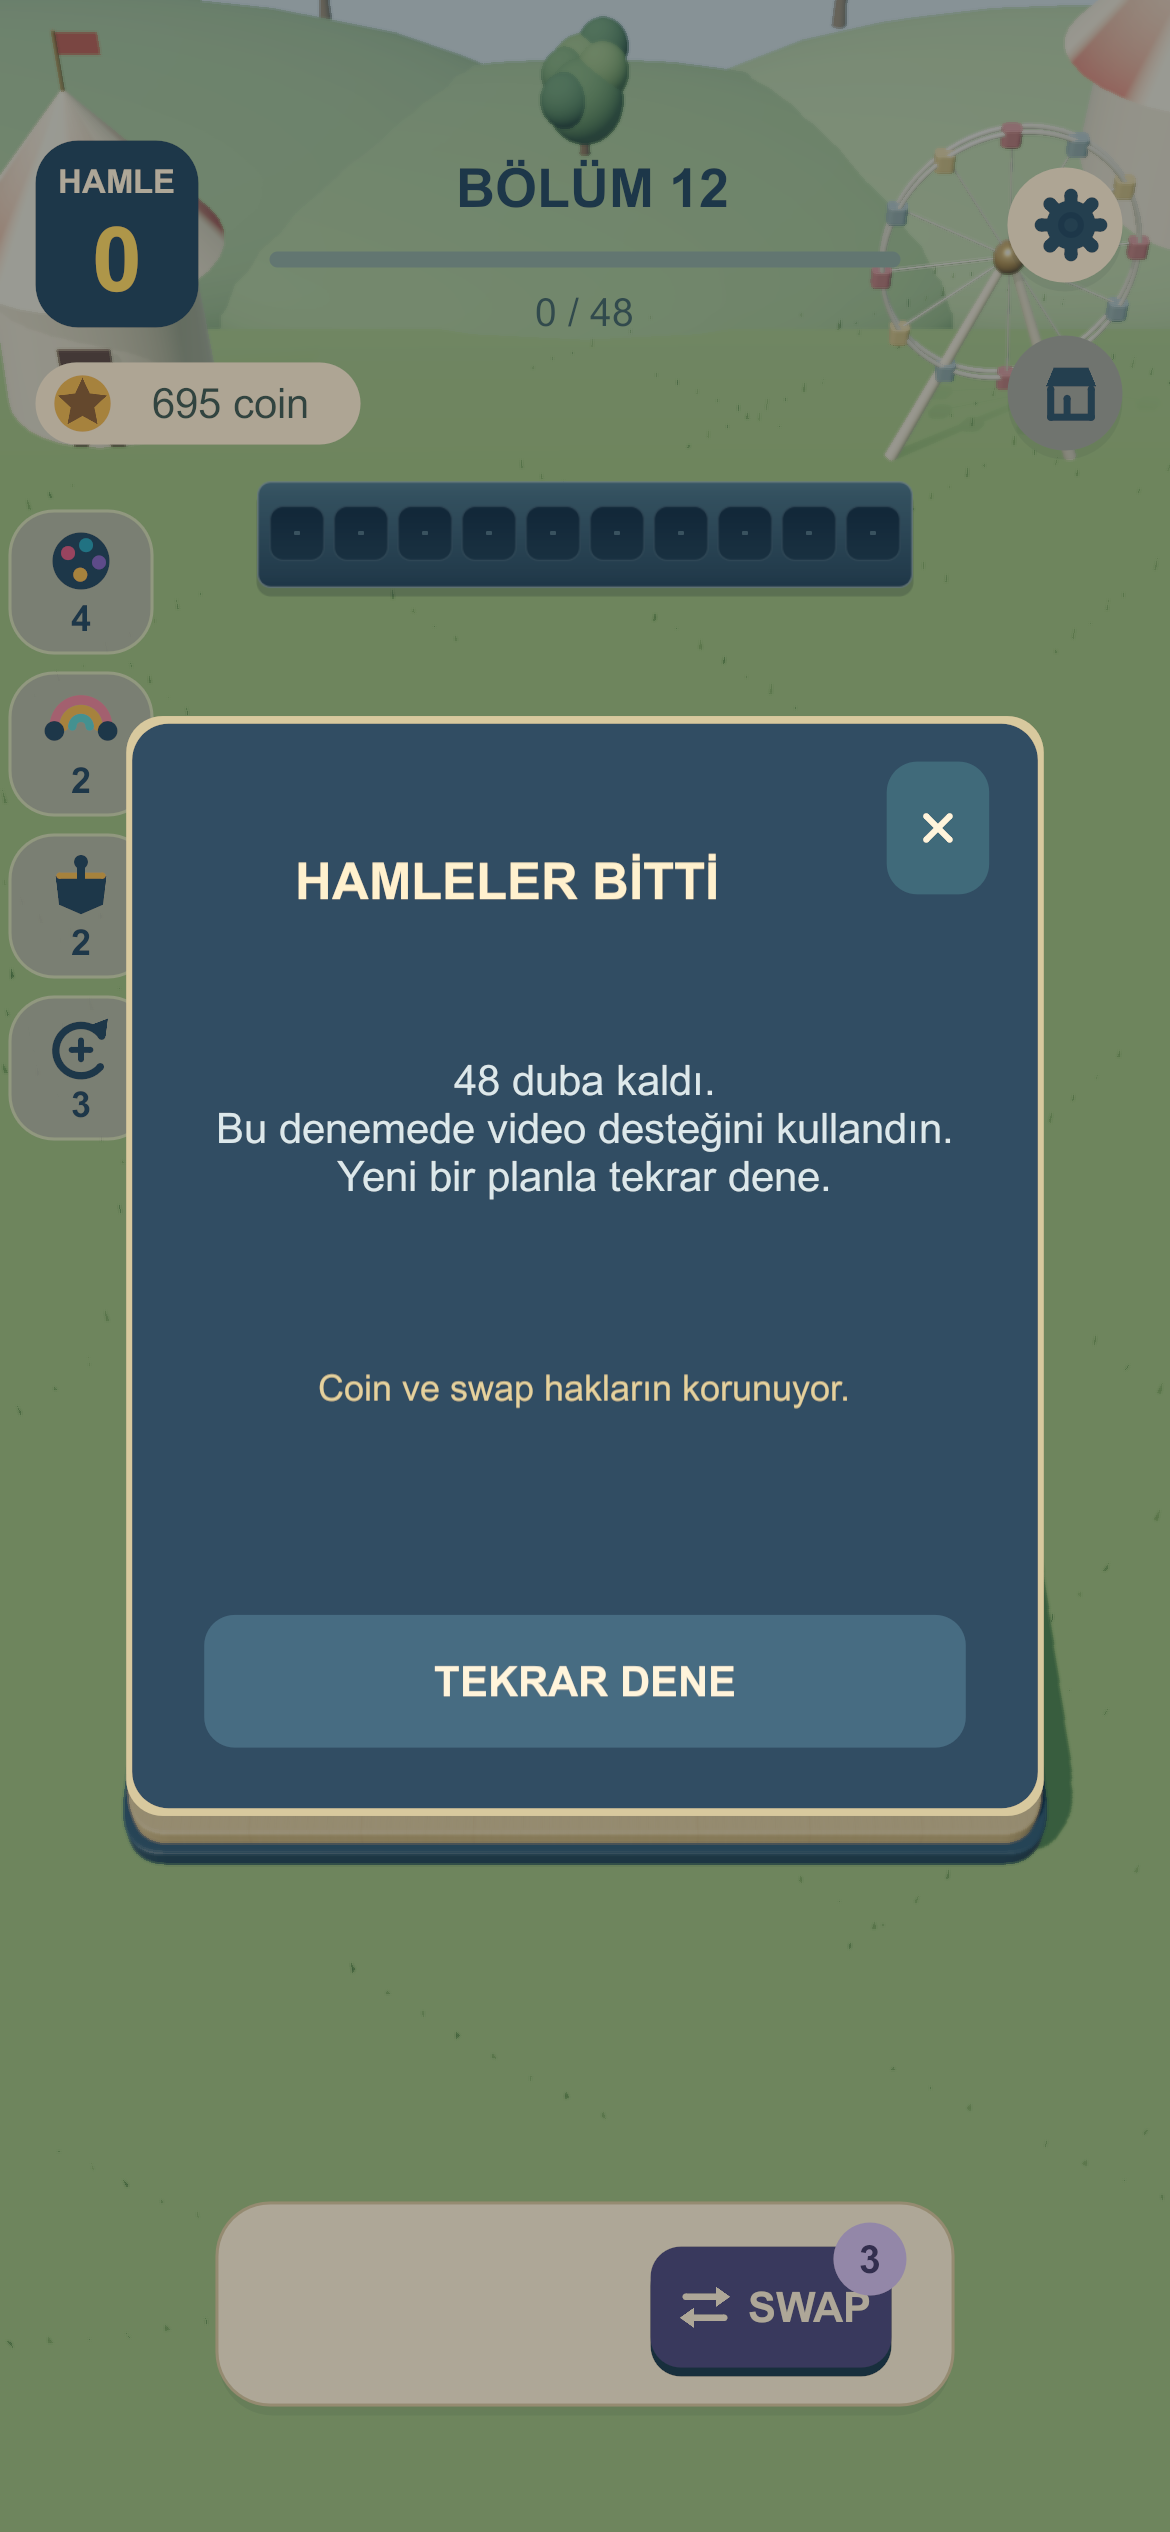 HAMLE
0
BÖLÜM 12
0 / 48
695 coin
4
2
2
3
HAMLELER BİTTİ
48 duba kaldı.
Bu denemede video desteğini kullandın.
Yeni bir planla tekrar dene.
Coin ve swap hakların korunuyor.
TEKRAR DENE
3
SWAP